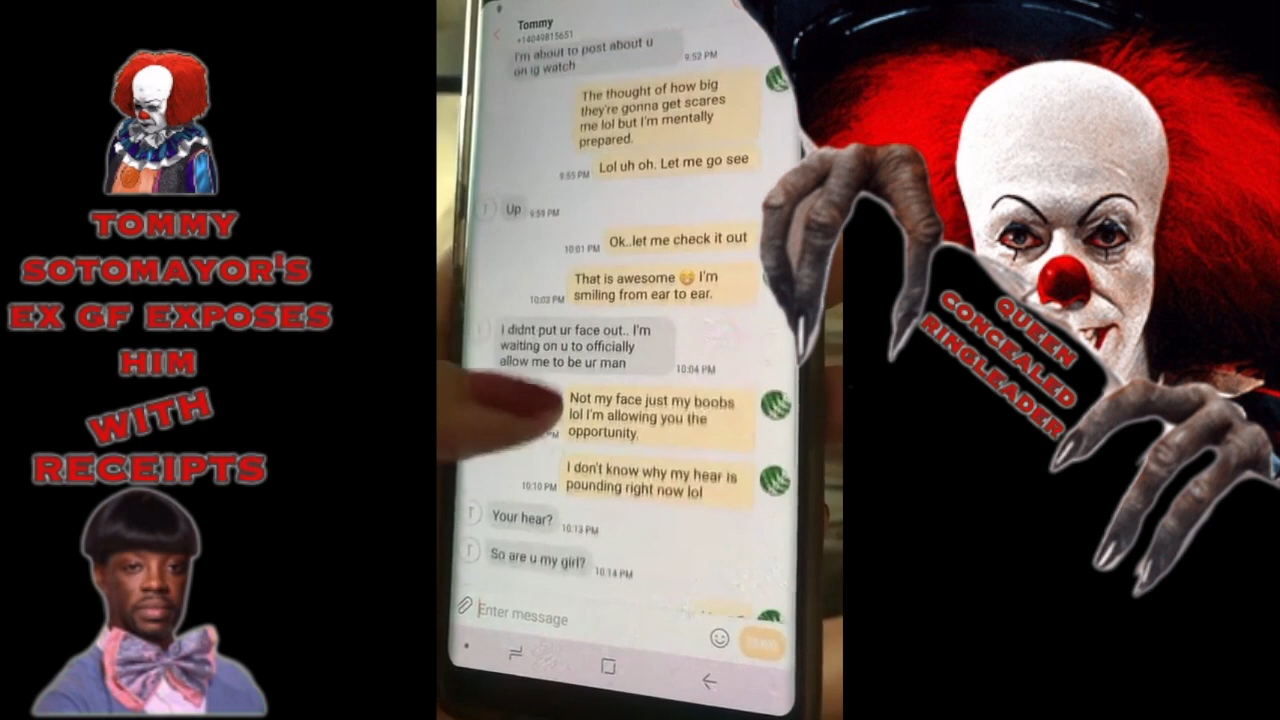 TOMMY
SOTOMAYOR'S
EX GF EXPOSES
HIM
WITH
RECEIPTS
Tommy
+14049815651
I'm about to post about u
on ig watch
9:52 PM
The thought of how big
they're gonna get scares
me lol but I'm mentally
prepared.
Lol uh oh. Let me go see
9:55 PM
T
Up
9:59 PM
Ok..let me check it out
10:01 PM
That is awesome 😁 I'm
smiling from ear to ear.
10:03 PM
I didnt put ur face out.. I'm
waiting on u to officially
allow me to be ur man
10:04 PM
Not my face just my boobs
lol I'm allowing you the
opportunity.
PM
I don't know why my hear is
pounding right now lol
10:10 PM
T
Your hear?
10:13 PM
T
So are u my girl?
10:14 PM
Enter message
QUEEN
CONCEALED
RINGLEADER